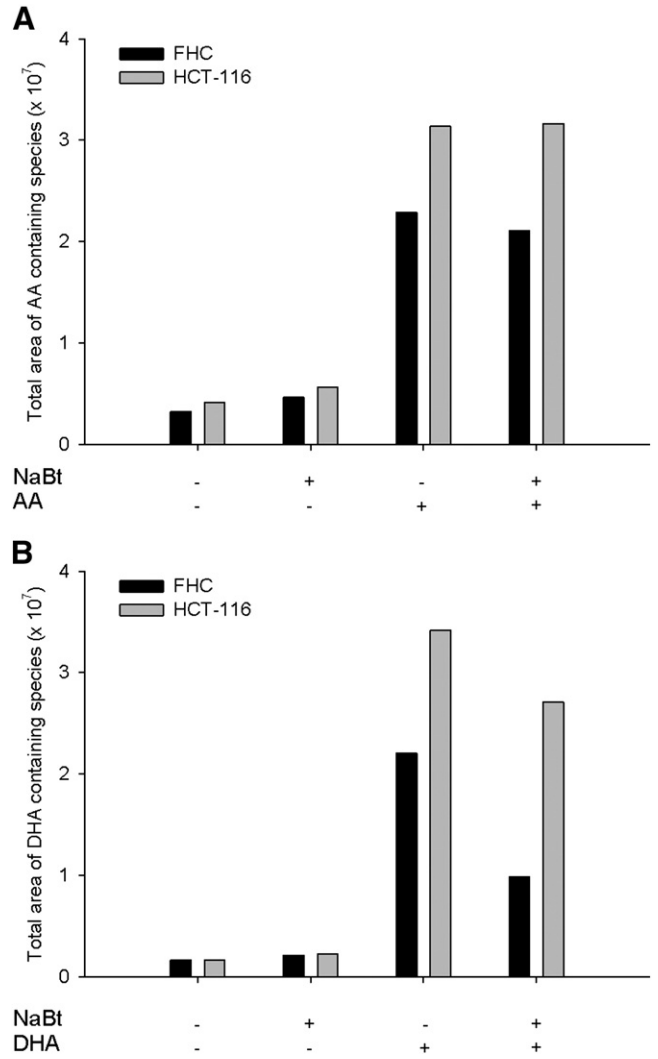 A
Total area of AA containing species (x 10⁷)
4
3
2
1
0
FHC
HCT-116
NaBt - + - +
AA - - + +
B
Total area of DHA containing species (x 10⁷)
4
3
2
1
0
FHC
HCT-116
NaBt - + - +
DHA - - + +